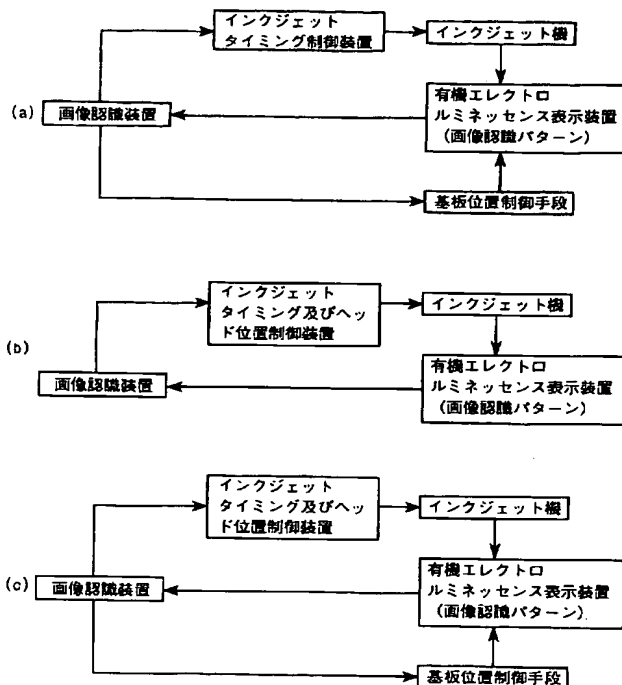 インクジェット
タイミング制御装置
インクジェット機
(a)
画像認識装置
有機エレクトロ
ルミネッセンス表示装置
(画像認識パターン)
基板位置制御手段
インクジェット
タイミング及びヘッ
ド位置制御装置
インクジェット機
(b)
画像認識装置
有機エレクトロ
ルミネッセンス表示装置
(画像認識パターン)
インクジェット
タイミング及びヘッ
ド位置制御装置
インクジェット機
(c)
画像認識装置
有機エレクトロ
ルミネッセンス表示装置
(画像認識パターン)
基板位置制御手段